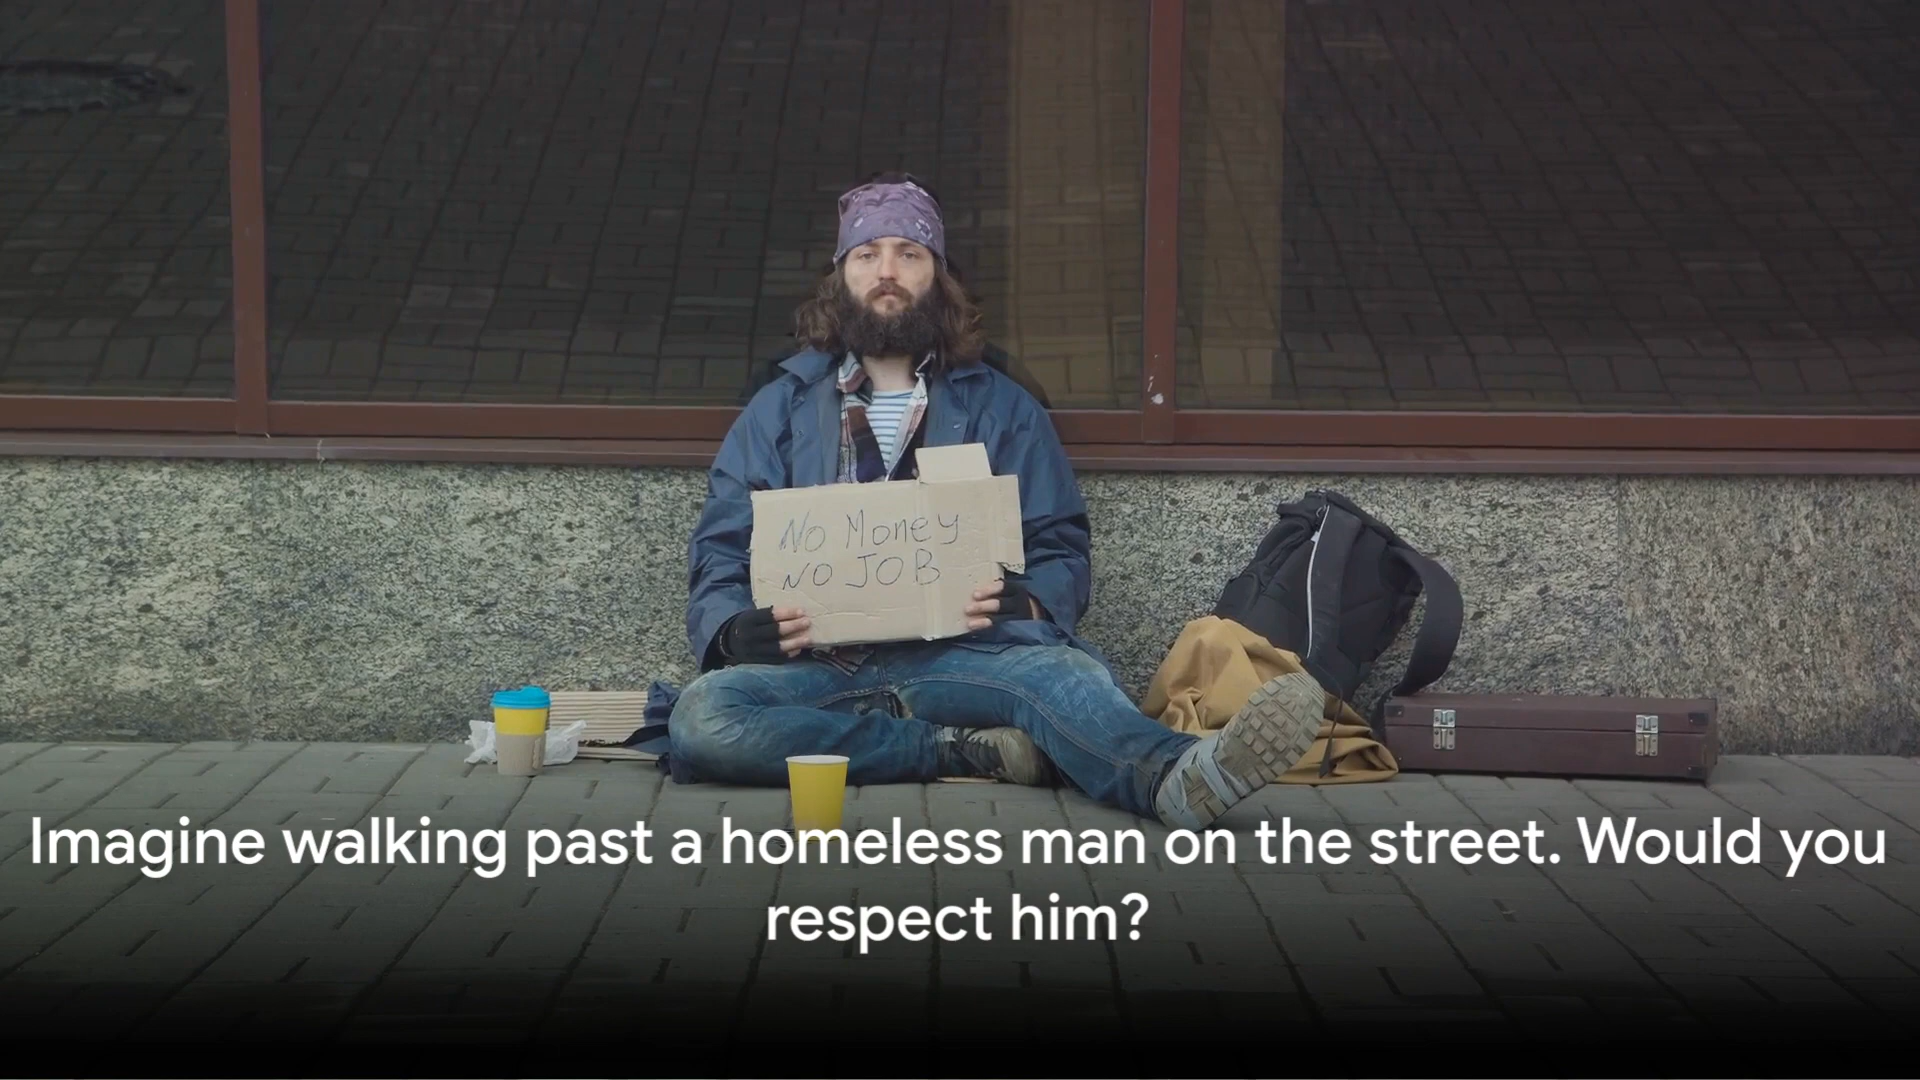 No Money
NO JOB
Imagine walking past a homeless man on the street. Would you
respect him?